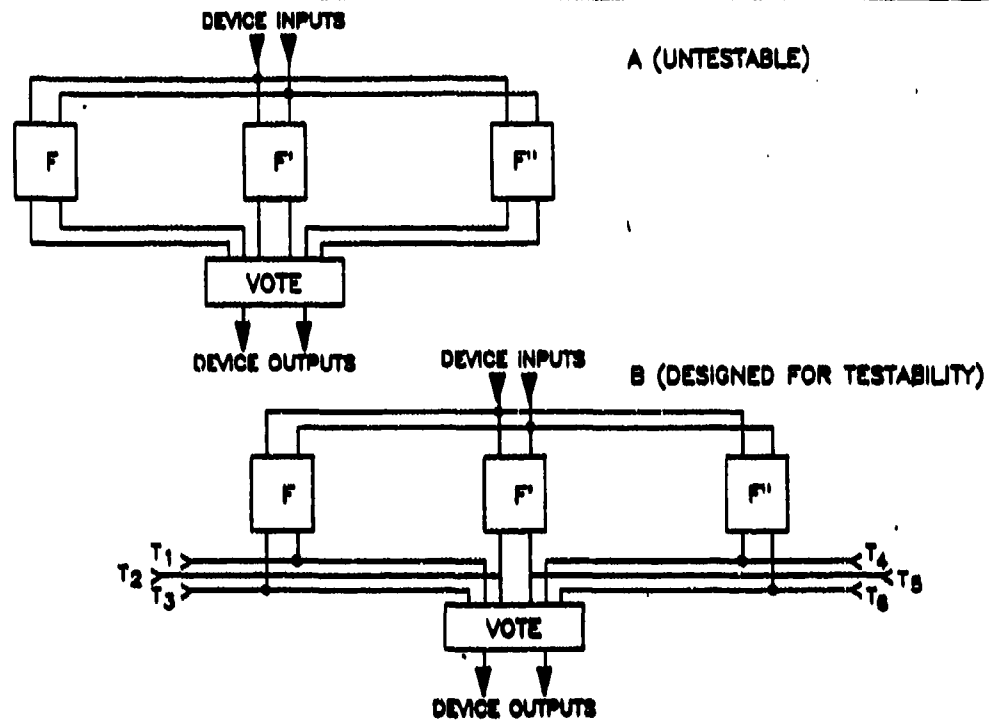 DEVICE INPUTS
A (UNTESTABLE)
F
F'
F"
VOTE
DEVICE OUTPUTS
DEVICE INPUTS
B (DESIGNED FOR TESTABILITY)
F
F'
F"
T1
T4
T2
T5
T3
T6
VOTE
DEVICE OUTPUTS